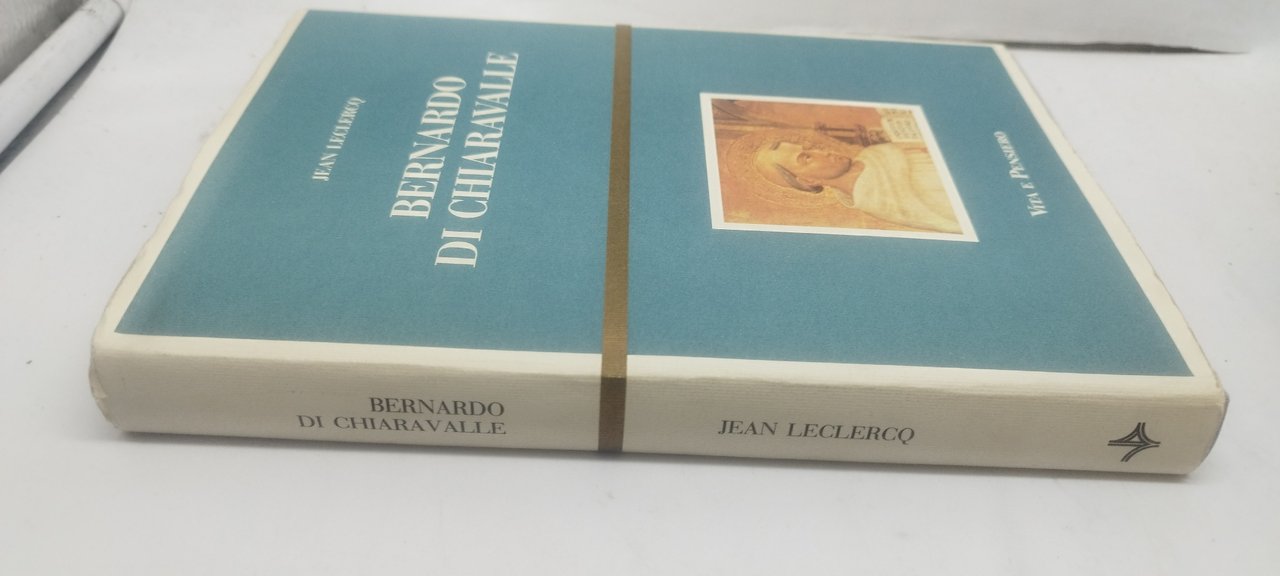 JEAN LECLERCQ
BERNARDO
DI CHIARAVALLE
VITA E PENSIERO
BERNARDO
DI CHIARAVALLE
JEAN LECLERCQ